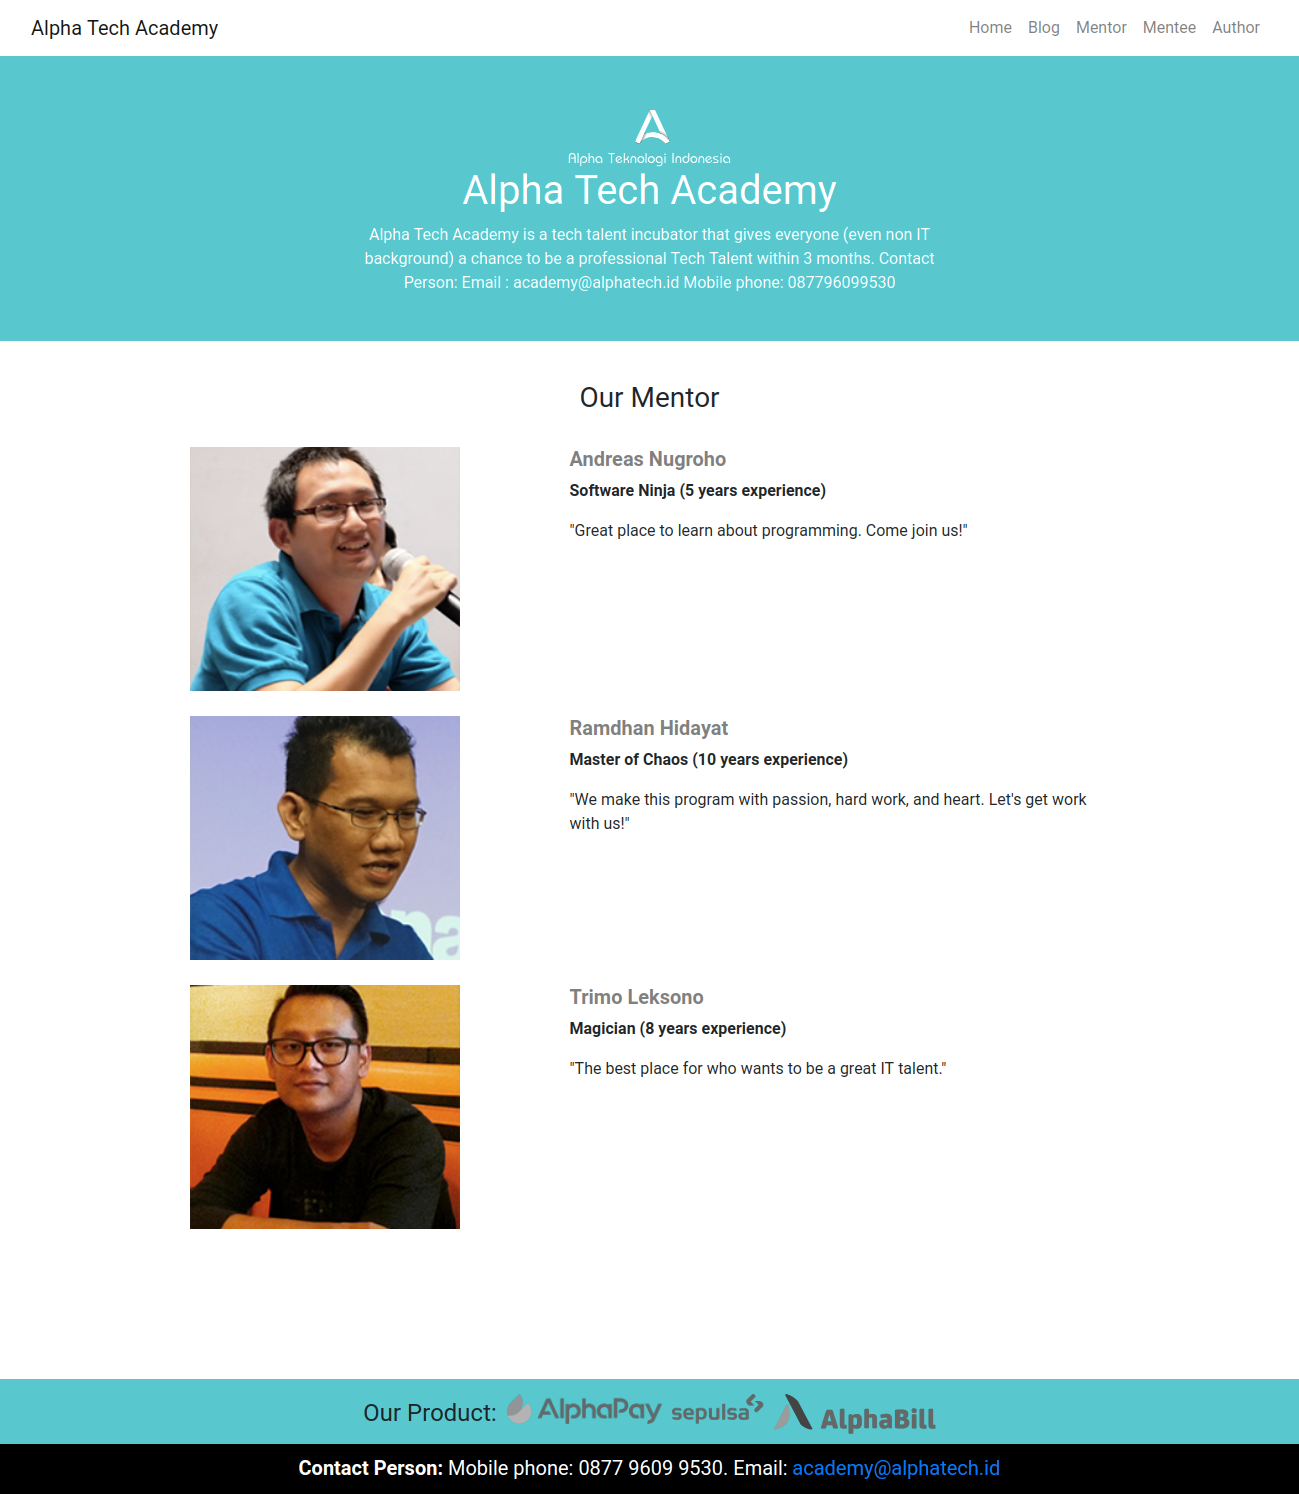 Alpha Tech Academy
Home Blog Mentor Mentee Author
Alpha Teknologi Indonesia
Alpha Tech Academy
Alpha Tech Academy is a tech talent incubator that gives everyone (even non IT
background) a chance to be a professional Tech Talent within 3 months. Contact
Person: Email : academy@alphatech.id Mobile phone: 087796099530
Our Mentor
Andreas Nugroho
Software Ninja (5 years experience)
"Great place to learn about programming. Come join us!"
Ramdhan Hidayat
Master of Chaos (10 years experience)
"We make this program with passion, hard work, and heart. Let's get work
with us!"
Trimo Leksono
Magician (8 years experience)
"The best place for who wants to be a great IT talent."
Our Product: AlphaPay sepulsa AlphaBill
Contact Person: Mobile phone: 0877 9609 9530. Email: academy@alphatech.id